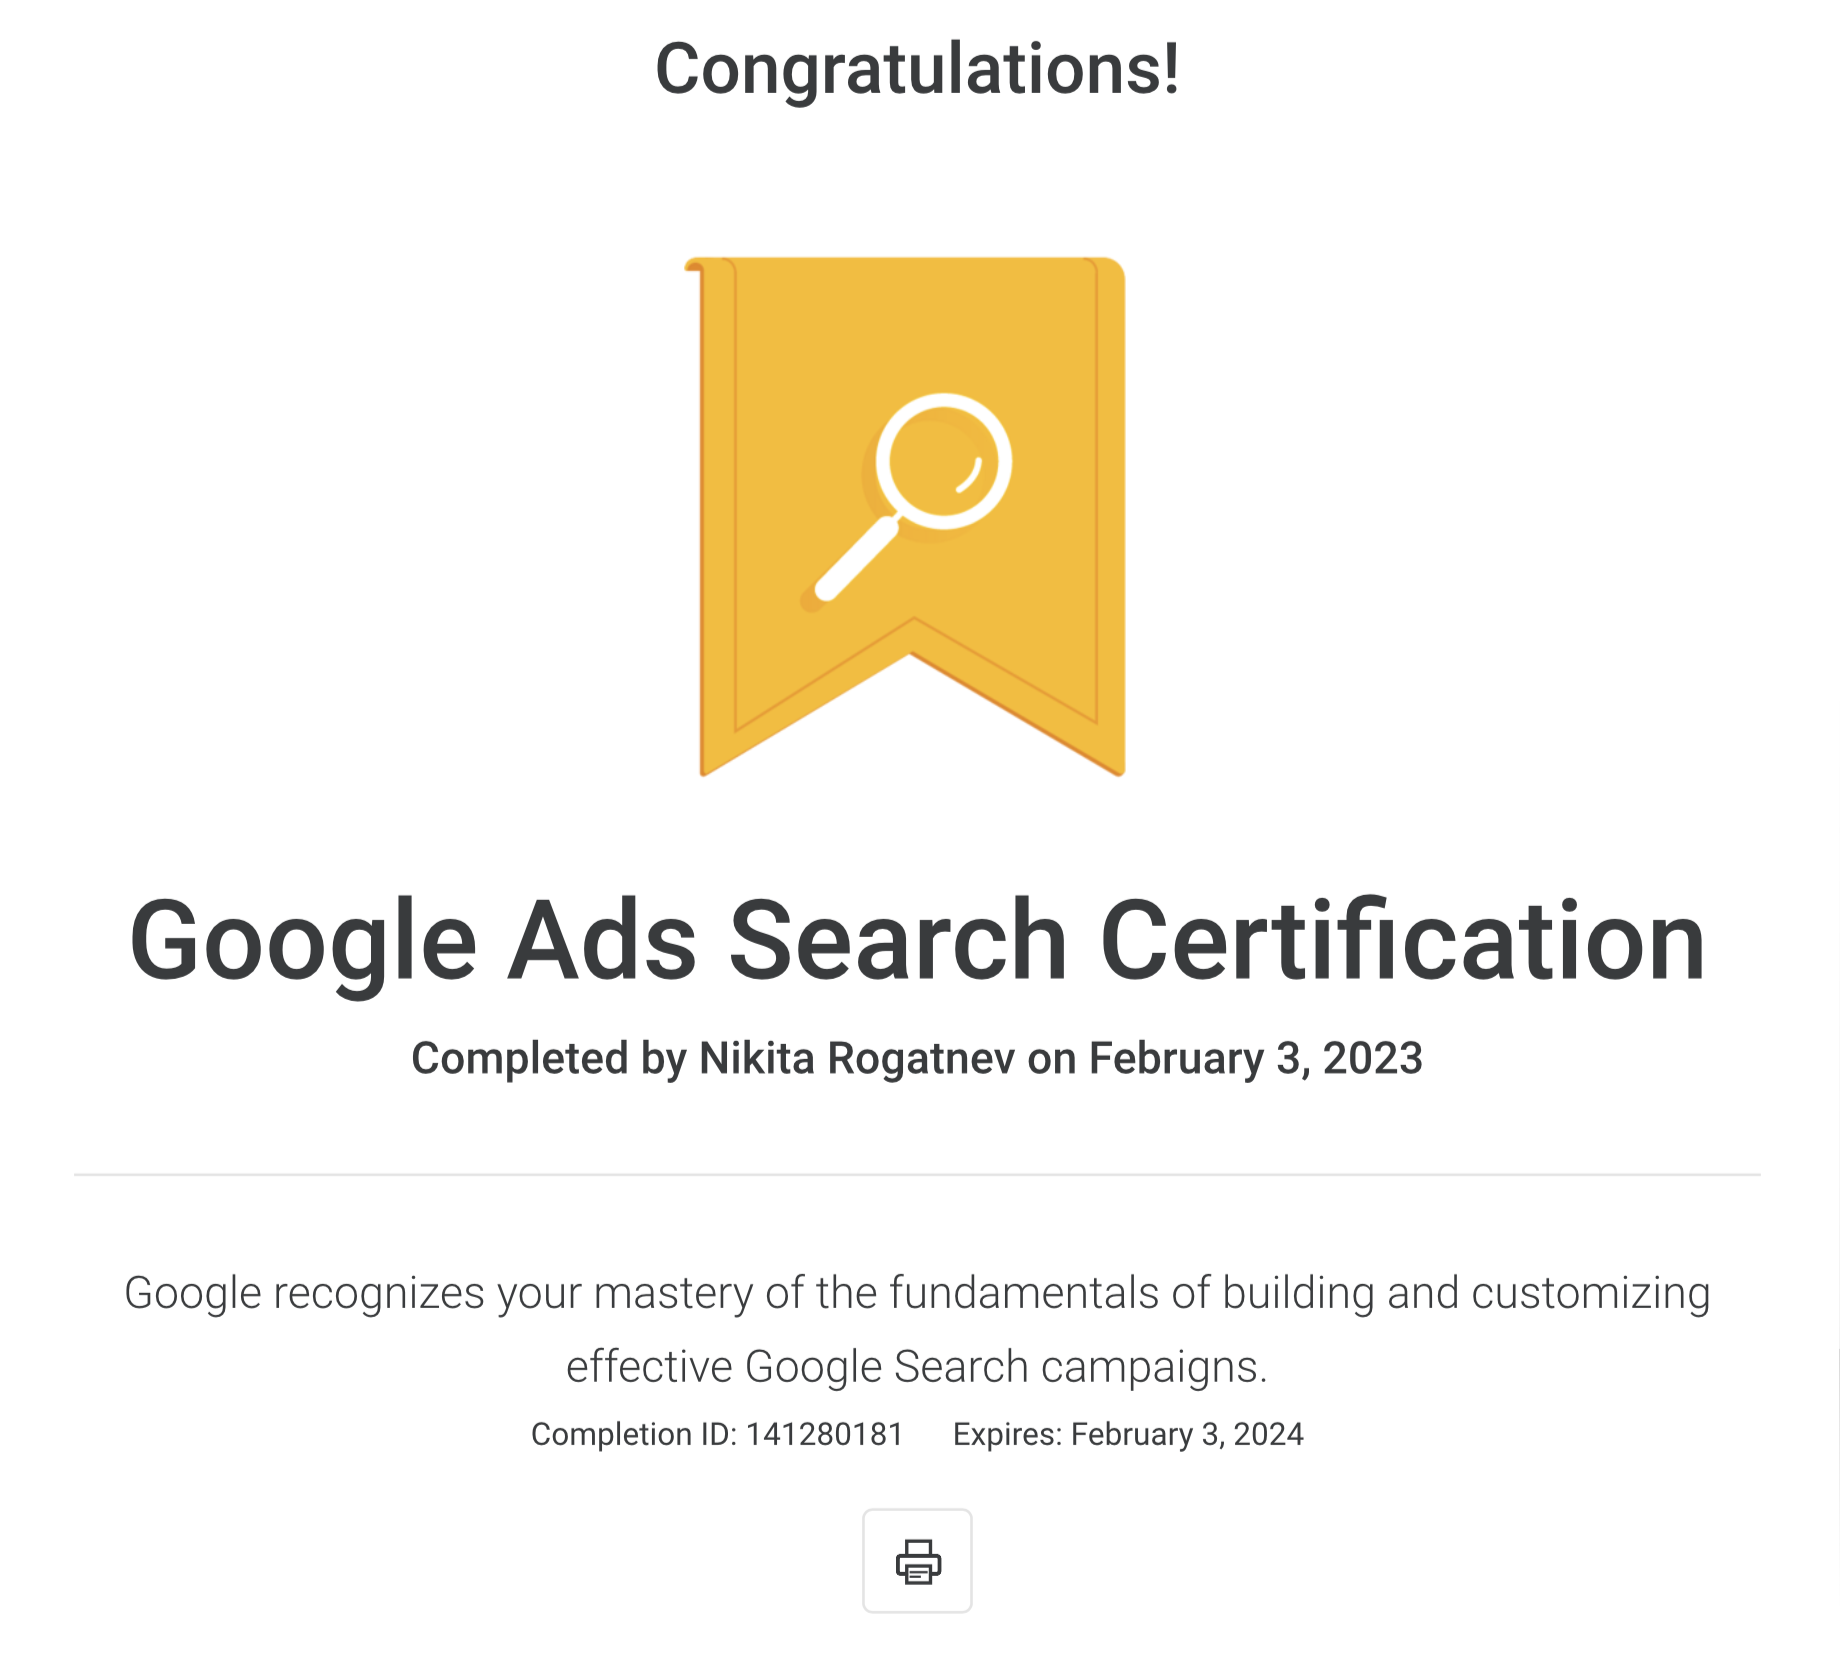 Congratulations!
Google Ads Search Certification
Completed by Nikita Rogatnev on February 3, 2023
Google recognizes your mastery of the fundamentals of building and customizing
effective Google Search campaigns.
Completion ID: 141280181 Expires: February 3, 2024